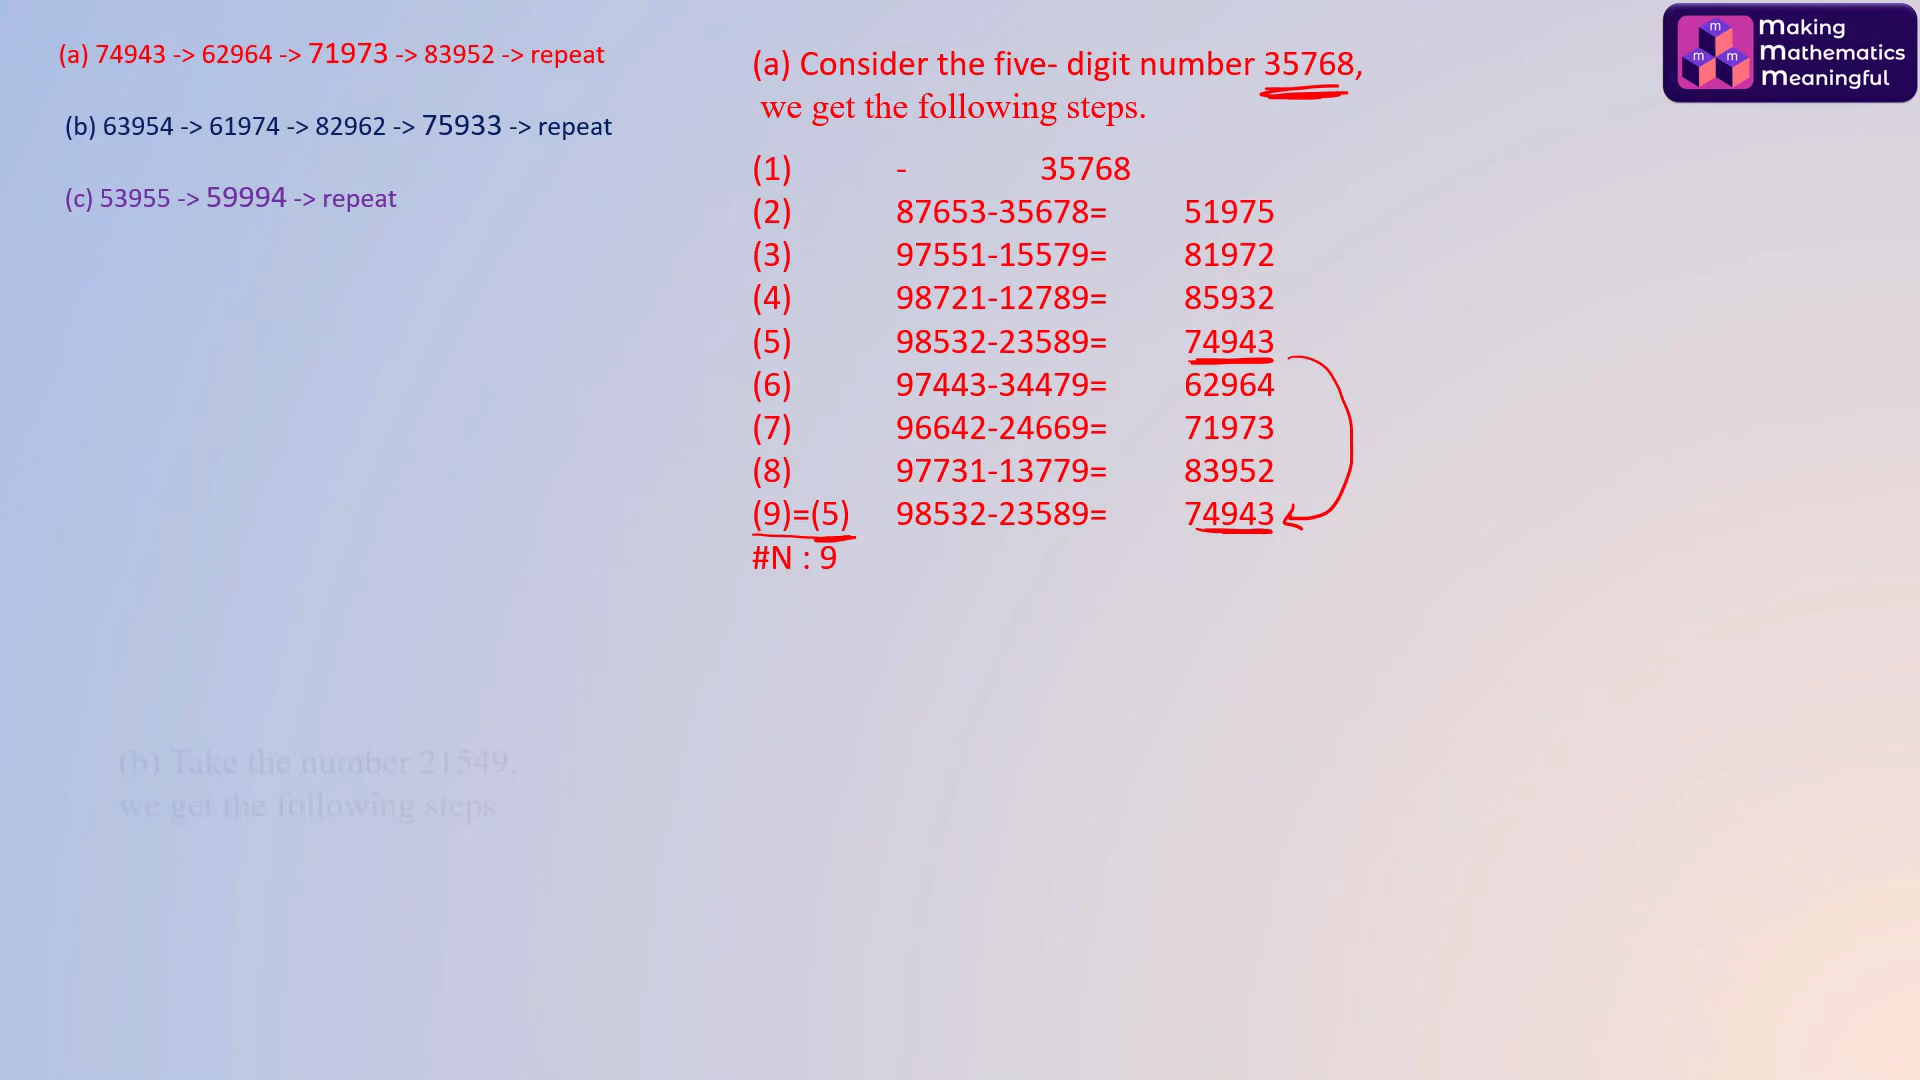 (a) 74943 -> 62964 -> 71973 -> 83952 -> repeat
(b) 63954 -> 61974 -> 82962 -> 75933 -> repeat
(c) 53955 -> 59994 -> repeat
(a) Consider the five- digit number 35768,
we get the following steps.
(1) - 35768
(2) 87653-35678= 51975
(3) 97551-15579= 81972
(4) 98721-12789= 85932
(5) 98532-23589= 74943
(6) 97443-34479= 62964
(7) 96642-24669= 71973
(8) 97731-13779= 83952
(9)=(5) 98532-23589= 74943
#N : 9
(b) Take the number 21549,
we get the following steps.
m
m m
making
mathematics
meaningful